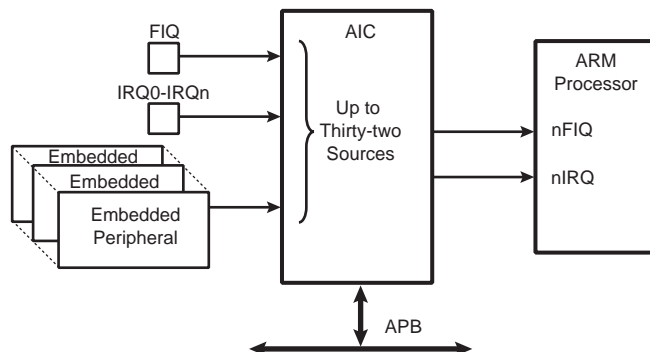 FIQ
IRQ0-IRQn
Embedded
Embedded
Embedded
Peripheral
AIC
Up to
Thirty-two
Sources
ARM
Processor
nFIQ
nIRQ
APB